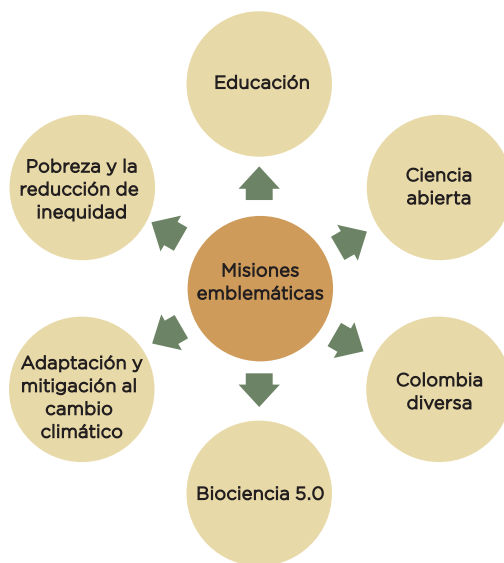 Educación
Ciencia
abierta
Colombia
diversa
Biociencia 5.0
Adaptación y
mitigación al
cambio
climático
Pobreza y la
reducción de
inequidad
Misiones
emblemáticas